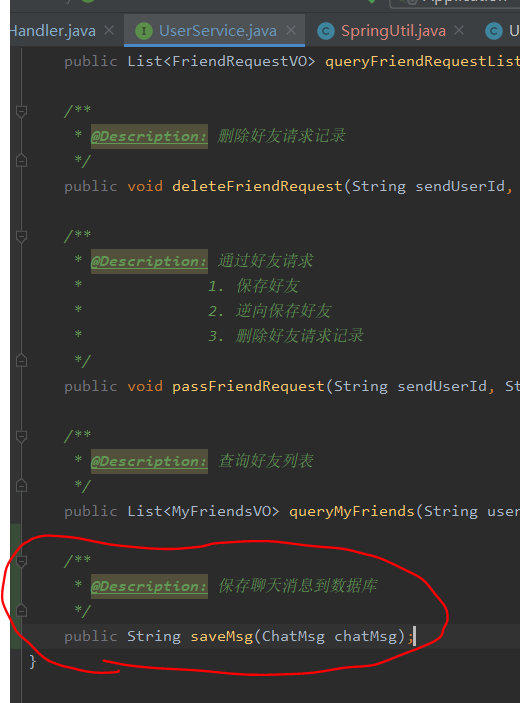 Application
Handler.java UserService.java SpringUtil.java U
public List<FriendRequestVO> queryFriendRequestList
/**
* @Description: 删除好友请求记录
*/
public void deleteFriendRequest(String sendUserId,
/**
* @Description: 通过好友请求
* 1. 保存好友
* 2. 逆向保存好友
* 3. 删除好友请求记录
*/
public void passFriendRequest(String sendUserId, St
/**
* @Description: 查询好友列表
*/
public List<MyFriendsVO> queryMyFriends(String user
/**
* @Description: 保存聊天消息到数据库
*/
public String saveMsg(ChatMsg chatMsg);
}